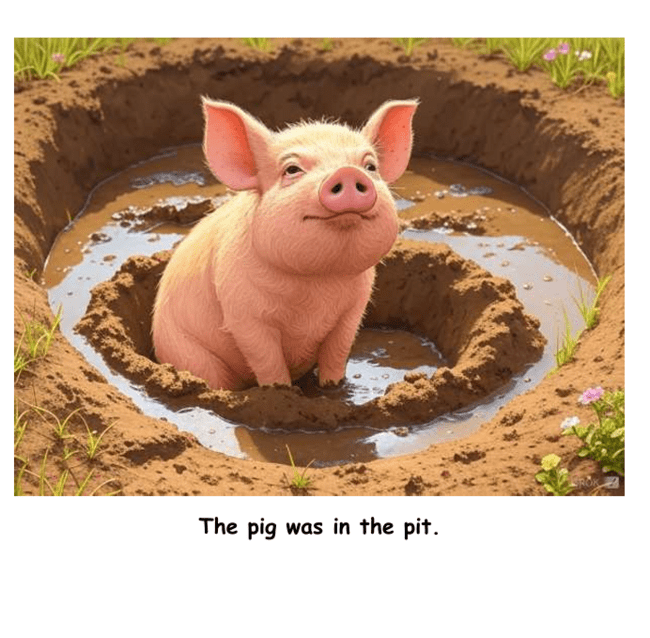 The pig was in the pit.